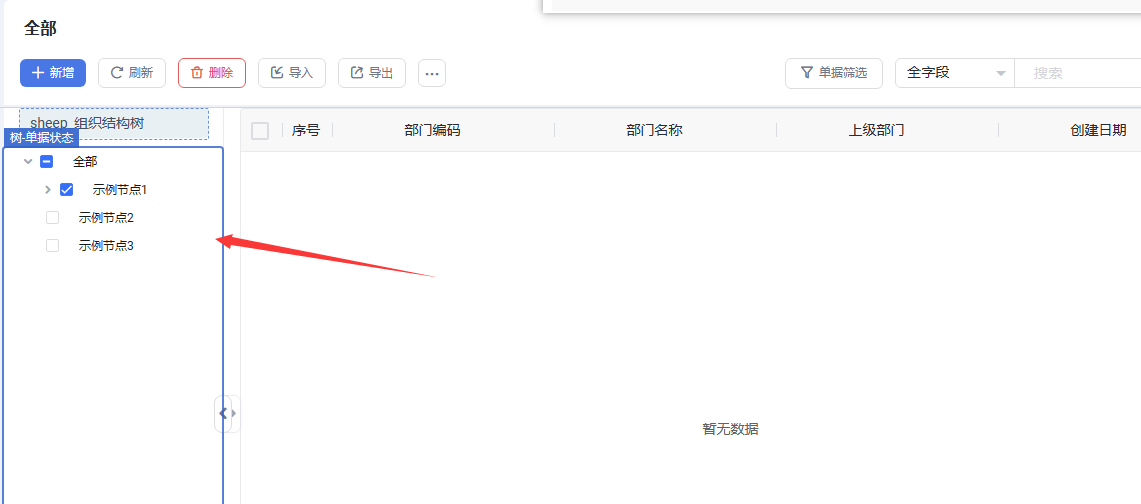 全部
新增 刷新 删除 导入 导出 ... 单据筛选 全字段 搜索
sheep_组织结构树
树-单据状态
序号 部门编码 部门名称 上级部门 创建日期
全部
示例节点1
示例节点2
示例节点3
暂无数据